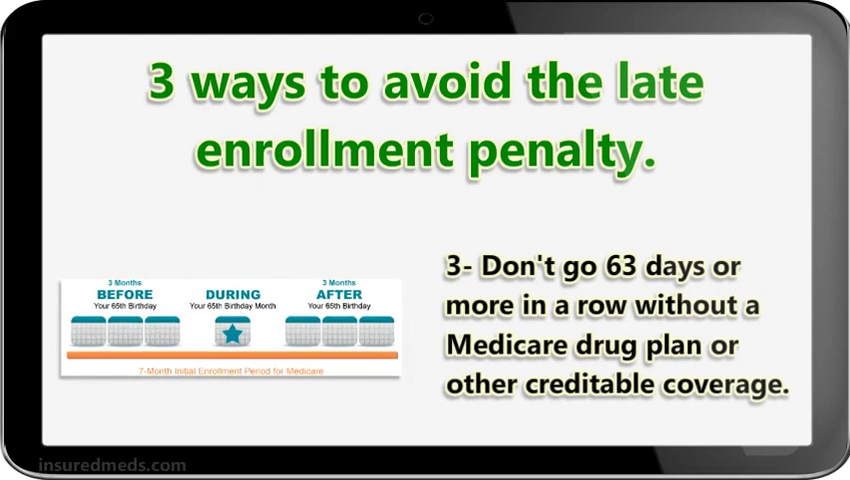 3 ways to avoid the late
enrollment penalty.
3 Months
BEFORE
Your 65th Birthday
DURING
Your 65th Birthday Month
3 Months
AFTER
Your 65th Birthday
7-Month Initial Enrollment Period for Medicare
3- Don't go 63 days or
more in a row without a
Medicare drug plan or
other creditable coverage.
insuredmeds.com